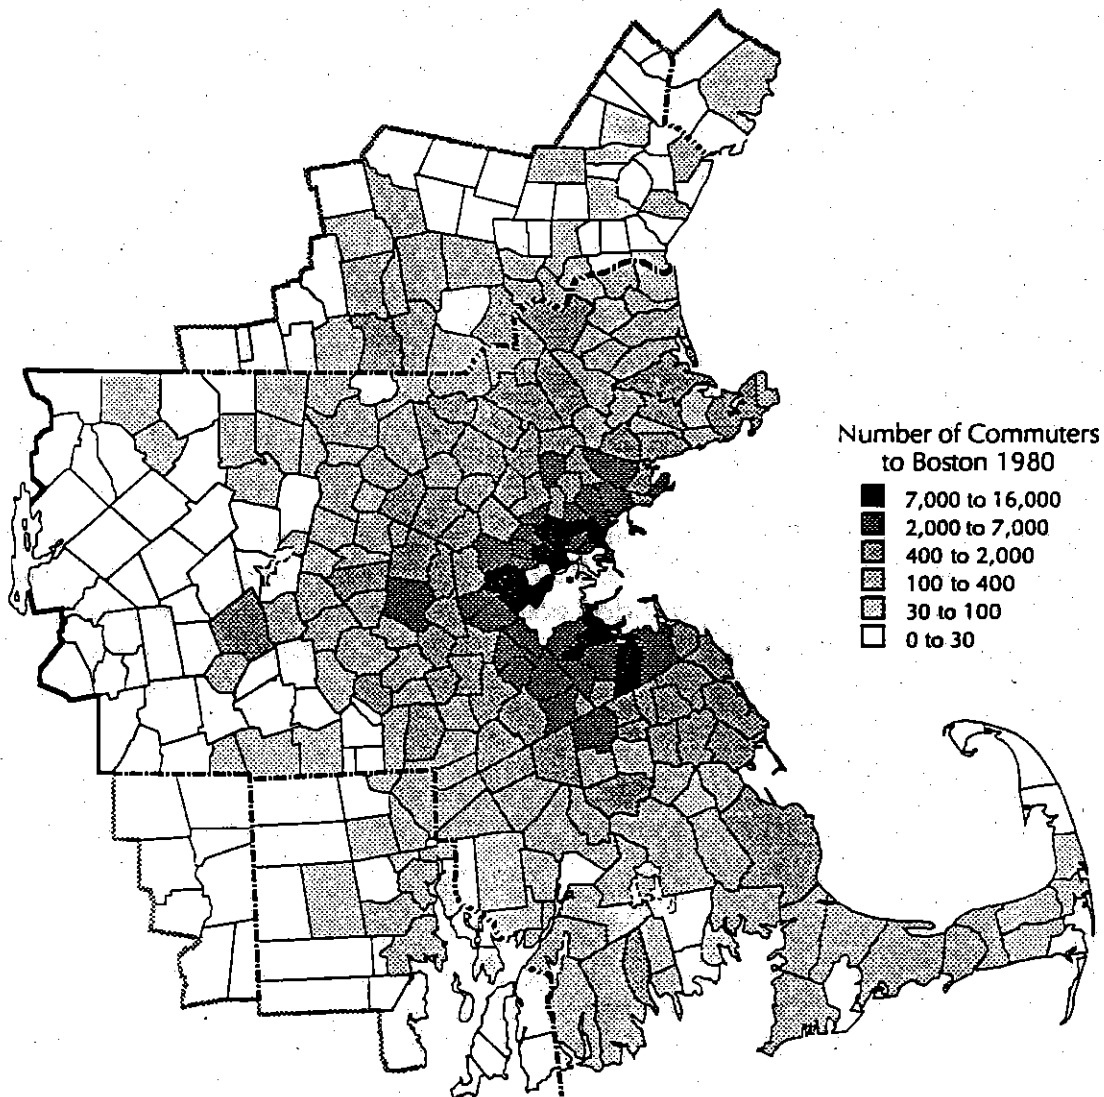 Number of Commuters
to Boston 1980
7,000 to 16,000
2,000 to 7,000
400 to 2,000
100 to 400
30 to 100
0 to 30